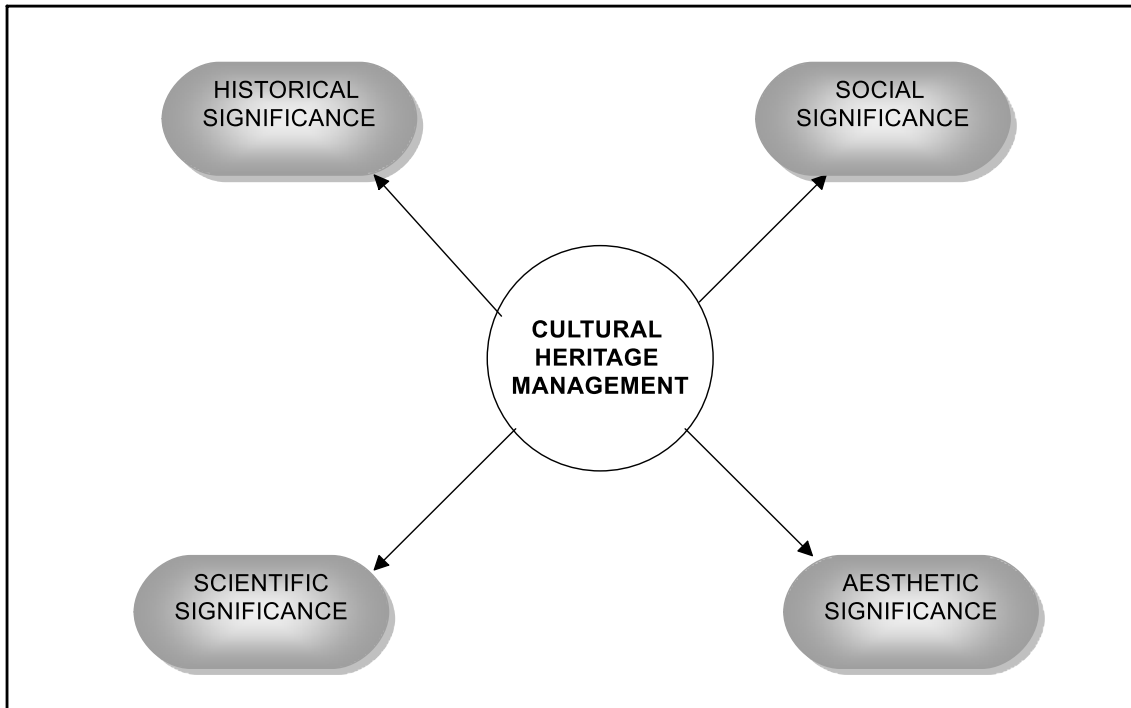 HISTORICAL
SIGNIFICANCE
SOCIAL
SIGNIFICANCE
CULTURAL
HERITAGE
MANAGEMENT
SCIENTIFIC
SIGNIFICANCE
AESTHETIC
SIGNIFICANCE